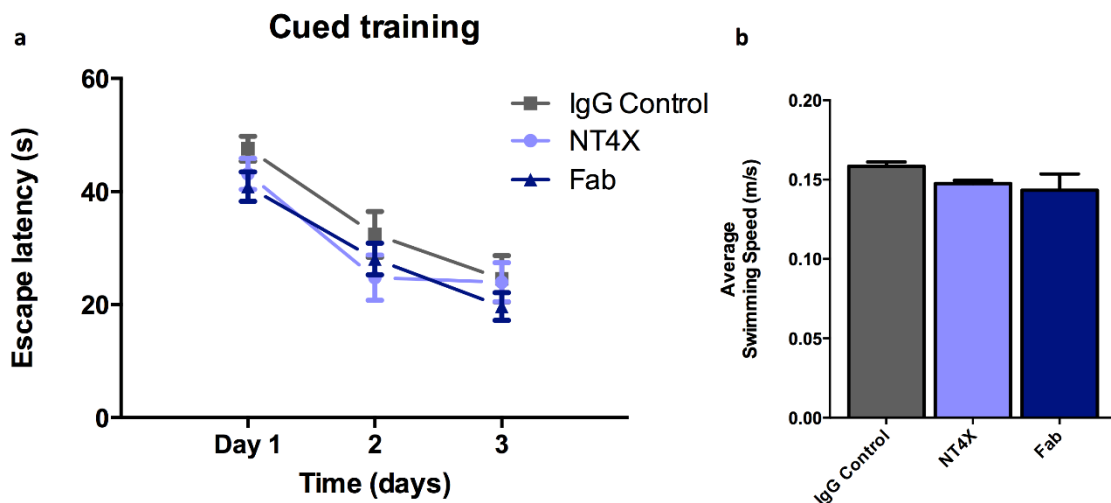 a
Cued training
Escape latency (s)
60
40
20
0
IgG Control
NT4X
Fab
Day 1
2
3
Time (days)
b
Average
Swimming Speed (m/s)
0.20
0.15
0.10
0.05
0.00
IgG Control
NT4X
Fab